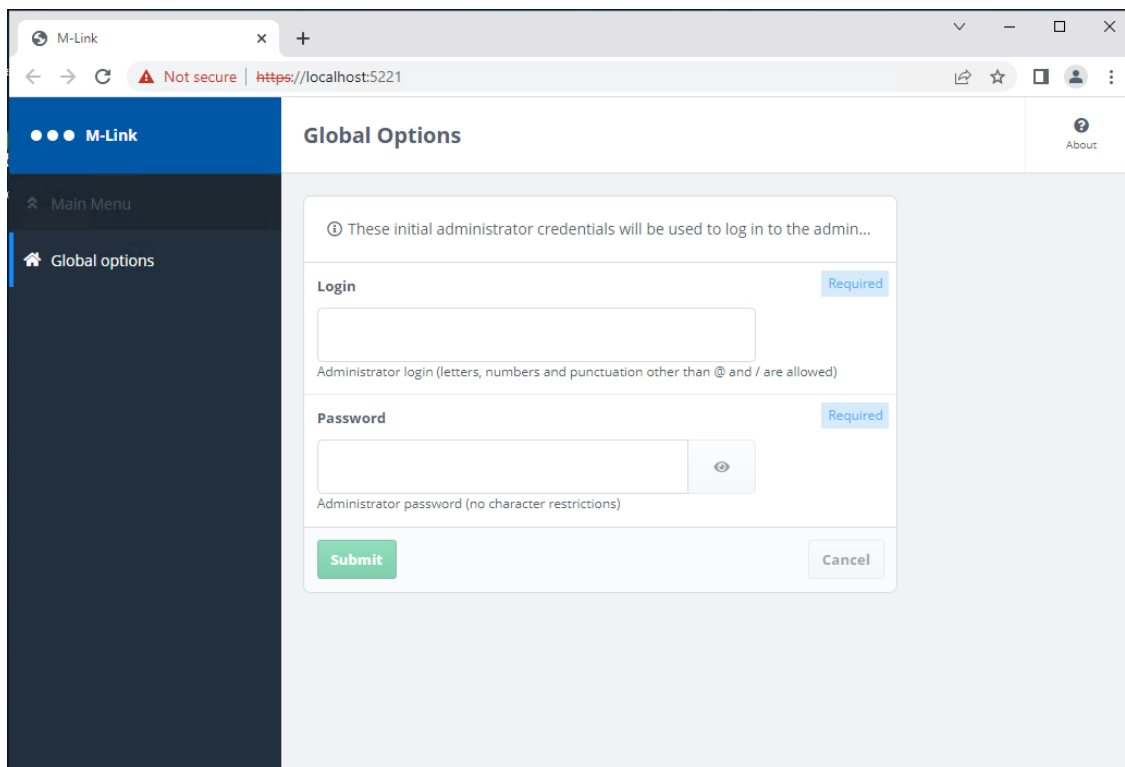 M-Link
Not secure | https://localhost:5221
M-Link
Global Options
About
Main Menu
Global options
These initial administrator credentials will be used to log in to the admin...
Login
Required
Administrator login (letters, numbers and punctuation other than @ and / are allowed)
Password
Required
Administrator password (no character restrictions)
Submit
Cancel